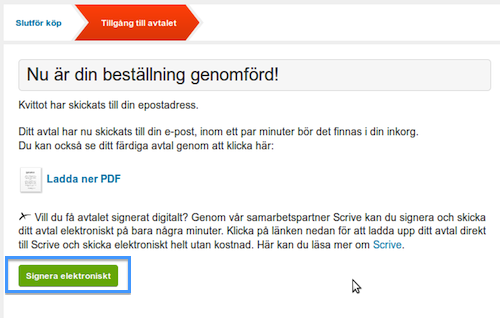 Slutför köp
Tillgång till avtalet
Nu är din beställning genomförd!
Kvittot har skickats till din epostadress.
Ditt avtal har nu skickats till din e-post, inom ett par minuter bör det finnas i din inkorg.
Du kan också se ditt färdiga avtal genom att klicka här:
Ladda ner PDF
Vill du få avtalet signerat digitalt? Genom vår samarbetspartner Scrive kan du signera och skicka
ditt avtal elektroniskt på bara några minuter. Klicka på länken nedan för att ladda upp ditt avtal direkt
till Scrive och skicka elektroniskt helt utan kostnad. Här kan du läsa mer om Scrive.
Signera elektroniskt